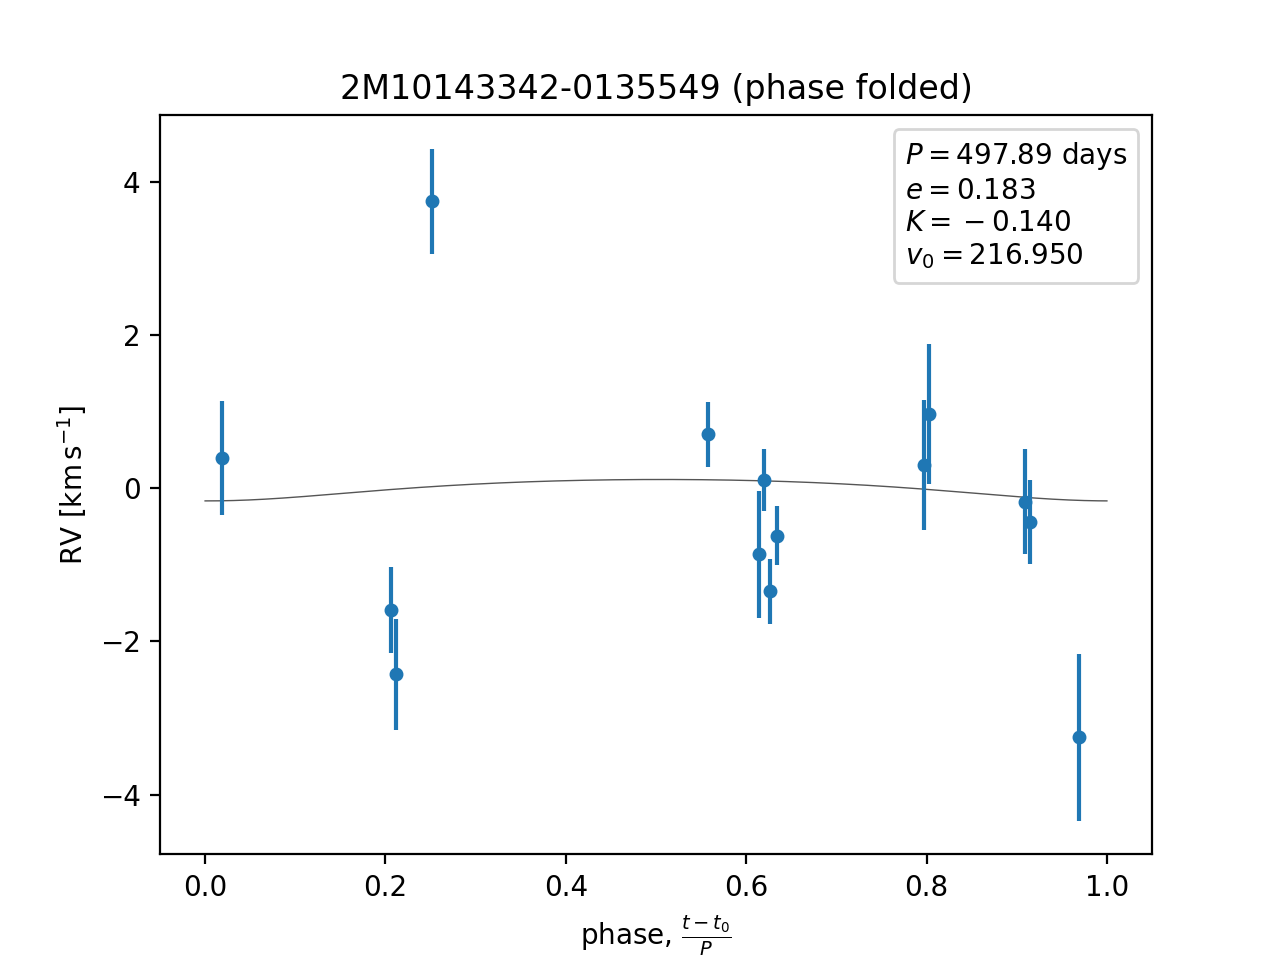 2M10143342-0135549 (phase folded)
P = 497.89 days
e = 0.183
K = −0.140
v₀ = 216.950
RV [km s⁻¹]
4
2
0
−2
−4
0.0 0.2 0.4 0.6 0.8 1.0
phase, (t − t₀)/P